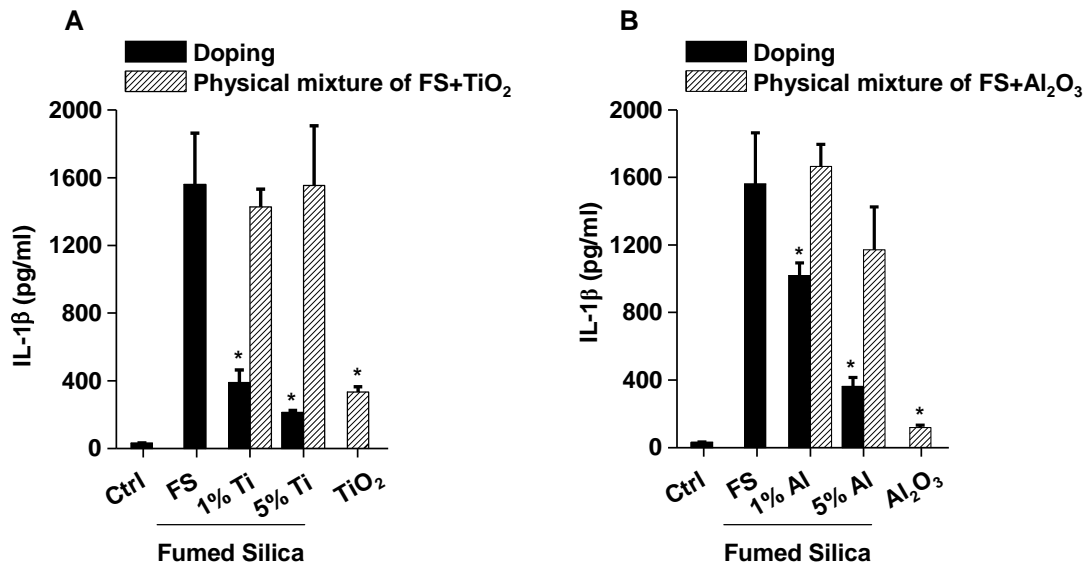 A
Doping
Physical mixture of FS+TiO₂
IL-1β (pg/ml)
2000
1600
1200
800
400
0
*
*
*
Ctrl
FS
1% Ti
5% Ti
TiO₂
Fumed Silica
B
Doping
Physical mixture of FS+Al₂O₃
IL-1β (pg/ml)
2000
1600
1200
800
400
0
*
*
*
Ctrl
FS
1% Al
5% Al
Al₂O₃
Fumed Silica